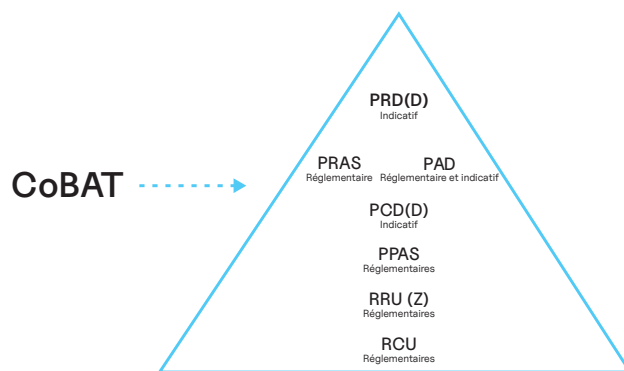 PRD(D)
Indicatif
PRAS PAD
Réglementaire Réglementaire et indicatif
CoBAT
PCD(D)
Indicatif
PPAS
Réglementaires
RRU (Z)
Réglementaires
RCU
Réglementaires